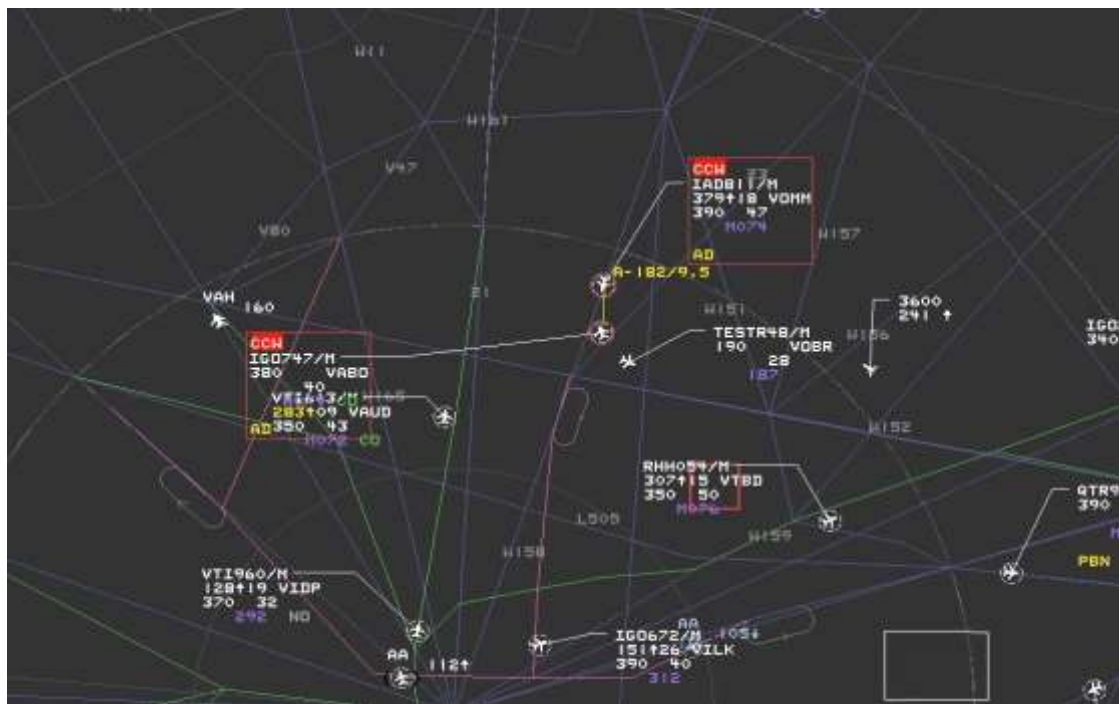 W11
W161
V47
CCW
IAD811/M
379↑18 VOMM
390 47
M074
AD
W157
V80
A-182/9.5
VAH
160
W151
3600
241 ↑
TESTR48/M
190 VOBR
28
187
W156
340
CCW
IGO747/M
380 VABO
40
283↑09 VAUD
AD
350 43
M072 CO
W152
RHH054/M
307↑15 VTBD
350 50
M076
L505
W159
W158
390
PBN
VTI960/M
128↑19 VIDP
370 32
292 NO
AA
112↑
AA
105↓
IGO672/M
151↑26 VILK
390 40
312